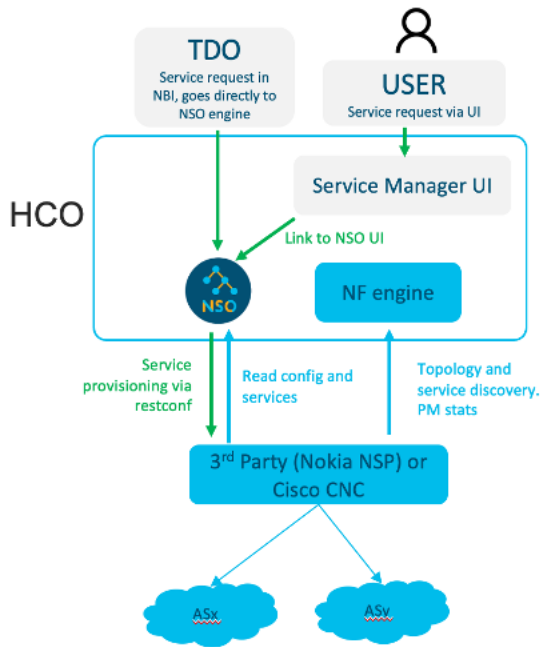 TDO
Service request in
NBI, goes directly to
NSO engine
USER
Service request via UI
HCO
Service Manager UI
Link to NSO UI
NSO
NF engine
Service
provisioning via
restconf
Read config and
services
Topology and
service discovery.
PM stats
3rd Party (Nokia NSP) or
Cisco CNC
ASx
ASy